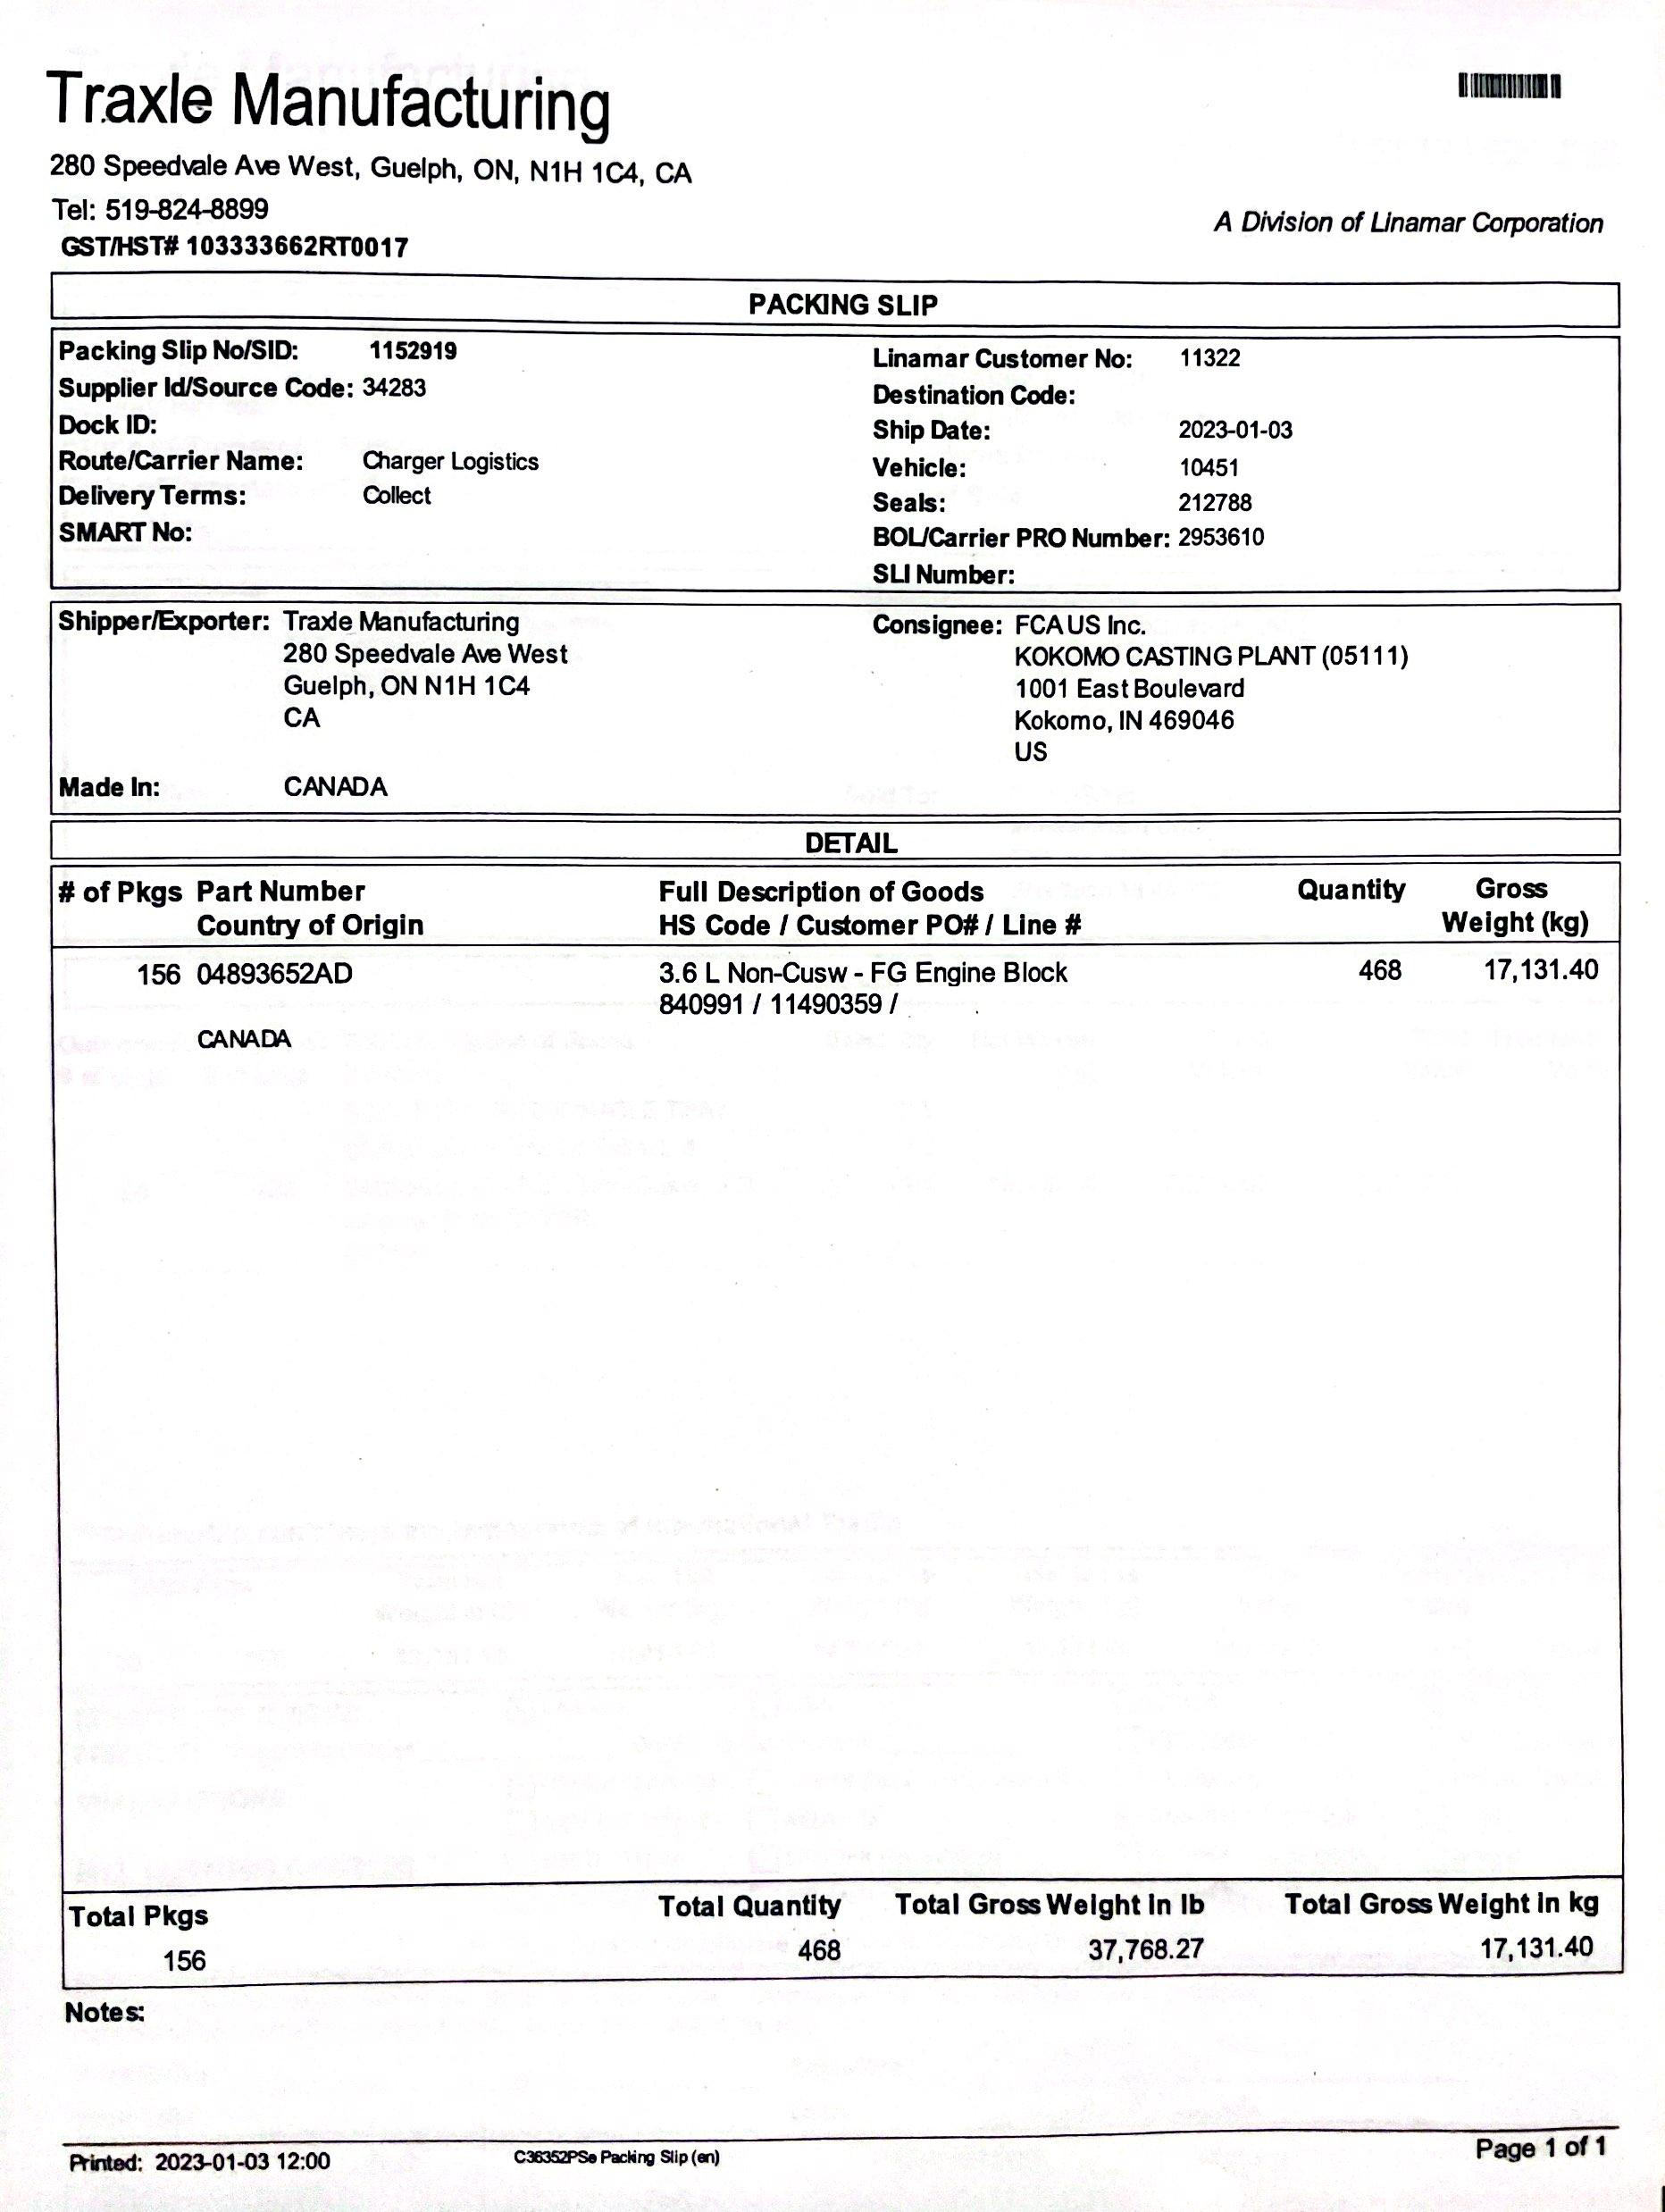 Traxle Manufacturing
280 Speedvale Ave West, Guelph, ON, N1H 1C4, CA
Tel: 519-824-8899
GST/HST# 103333662RT0017
A Division of Linamar Corporation
PACKING SLIP
Packing Slip No/SID: 1152919
Supplier Id/Source Code: 34283
Dock ID:
Route/Carrier Name: Charger Logistics
Delivery Terms: Collect
SMART No:
Linamar Customer No: 11322
Destination Code:
Ship Date: 2023-01-03
Vehicle: 10451
Seals: 212788
BOL/Carrier PRO Number: 2953610
SLI Number:
Shipper/Exporter: Traxle Manufacturing
280 Speedvale Ave West
Guelph, ON N1H 1C4
CA
Made In: CANADA
Consignee: FCA US Inc.
KOKOMO CASTING PLANT (05111)
1001 East Boulevard
Kokomo, IN 469046
US
DETAIL
# of Pkgs Part Number Full Description of Goods Quantity Gross
Country of Origin HS Code / Customer PO# / Line # Weight (kg)
156 04893652AD 3.6 L Non-Cusw - FG Engine Block 468 17,131.40
840991 / 11490359 /
CANADA
Total Pkgs Total Quantity Total Gross Weight in lb Total Gross Weight in kg
156 468 37,768.27 17,131.40
Notes:
Printed: 2023-01-03 12:00 C36352PSe Packing Slip (en) Page 1 of 1